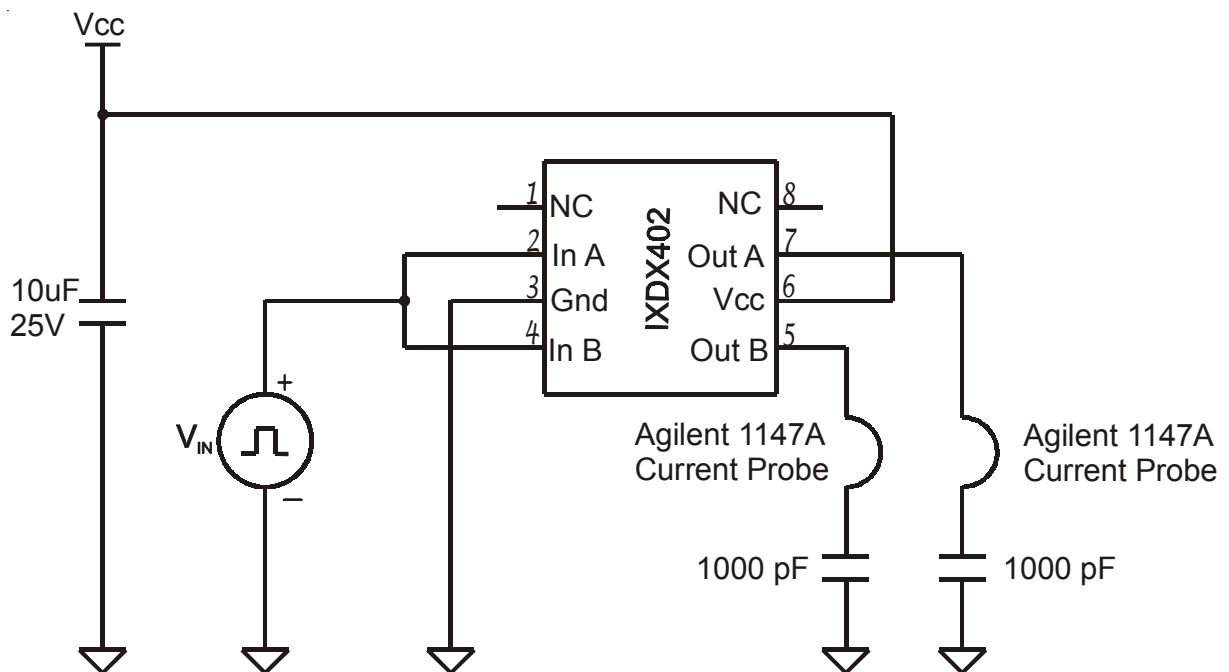 Vcc
10uF
25V
V_IN
+
–
1
NC
2
In A
3
Gnd
4
In B
IXDX402
8
NC
7
Out A
6
Vcc
5
Out B
Agilent 1147A
Current Probe
Agilent 1147A
Current Probe
1000 pF
1000 pF